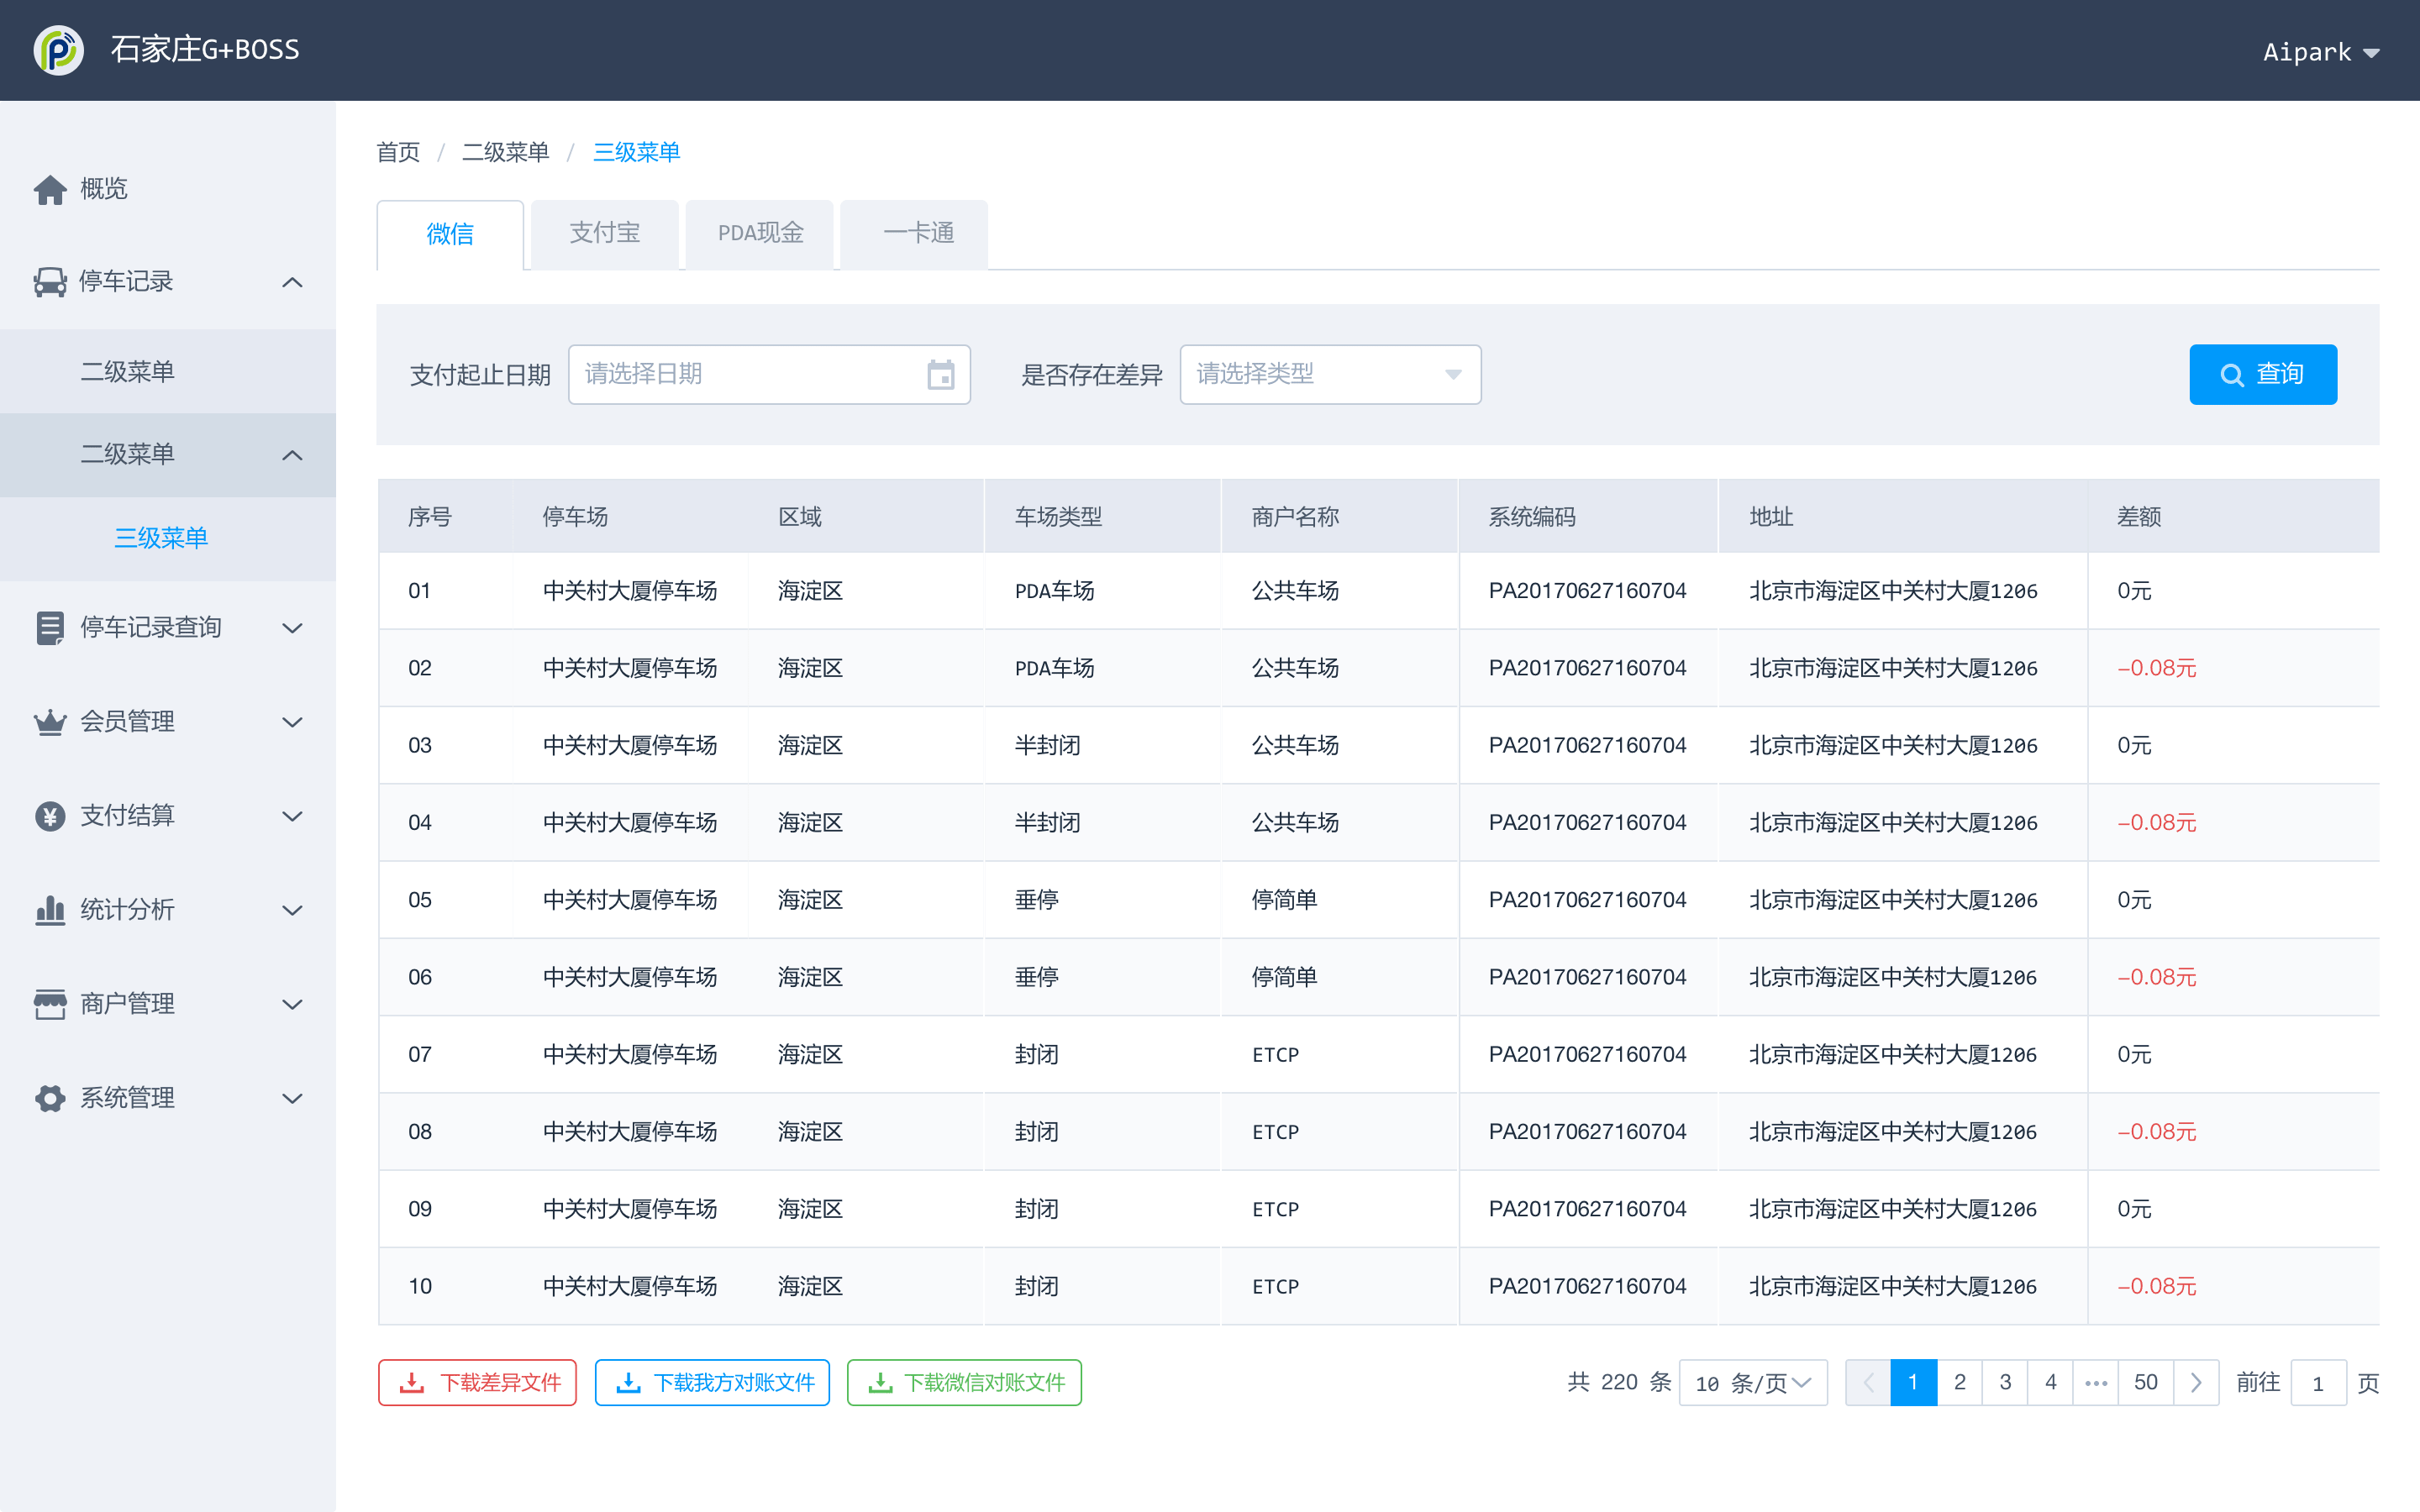 石家庄G+BOSS
Aipark
概览
停车记录
二级菜单
二级菜单
三级菜单
停车记录查询
会员管理
支付结算
统计分析
商户管理
系统管理
首页 / 二级菜单 / 三级菜单
微信 支付宝 PDA现金 一卡通
支付起止日期 请选择日期 是否存在差异 请选择类型 查询
序号 停车场 区域 车场类型 商户名称 系统编码 地址 差额
01 中关村大厦停车场 海淀区 PDA车场 公共车场 PA20170627160704 北京市海淀区中关村大厦1206 0元
02 中关村大厦停车场 海淀区 PDA车场 公共车场 PA20170627160704 北京市海淀区中关村大厦1206 –0.08元
03 中关村大厦停车场 海淀区 半封闭 公共车场 PA20170627160704 北京市海淀区中关村大厦1206 0元
04 中关村大厦停车场 海淀区 半封闭 公共车场 PA20170627160704 北京市海淀区中关村大厦1206 –0.08元
05 中关村大厦停车场 海淀区 垂停 停简单 PA20170627160704 北京市海淀区中关村大厦1206 0元
06 中关村大厦停车场 海淀区 垂停 停简单 PA20170627160704 北京市海淀区中关村大厦1206 –0.08元
07 中关村大厦停车场 海淀区 封闭 ETCP PA20170627160704 北京市海淀区中关村大厦1206 0元
08 中关村大厦停车场 海淀区 封闭 ETCP PA20170627160704 北京市海淀区中关村大厦1206 –0.08元
09 中关村大厦停车场 海淀区 封闭 ETCP PA20170627160704 北京市海淀区中关村大厦1206 0元
10 中关村大厦停车场 海淀区 封闭 ETCP PA20170627160704 北京市海淀区中关村大厦1206 –0.08元
下载差异文件 下载我方对账文件 下载微信对账文件 共 220 条 10 条/页 1 2 3 4 ••• 50 前往 1 页